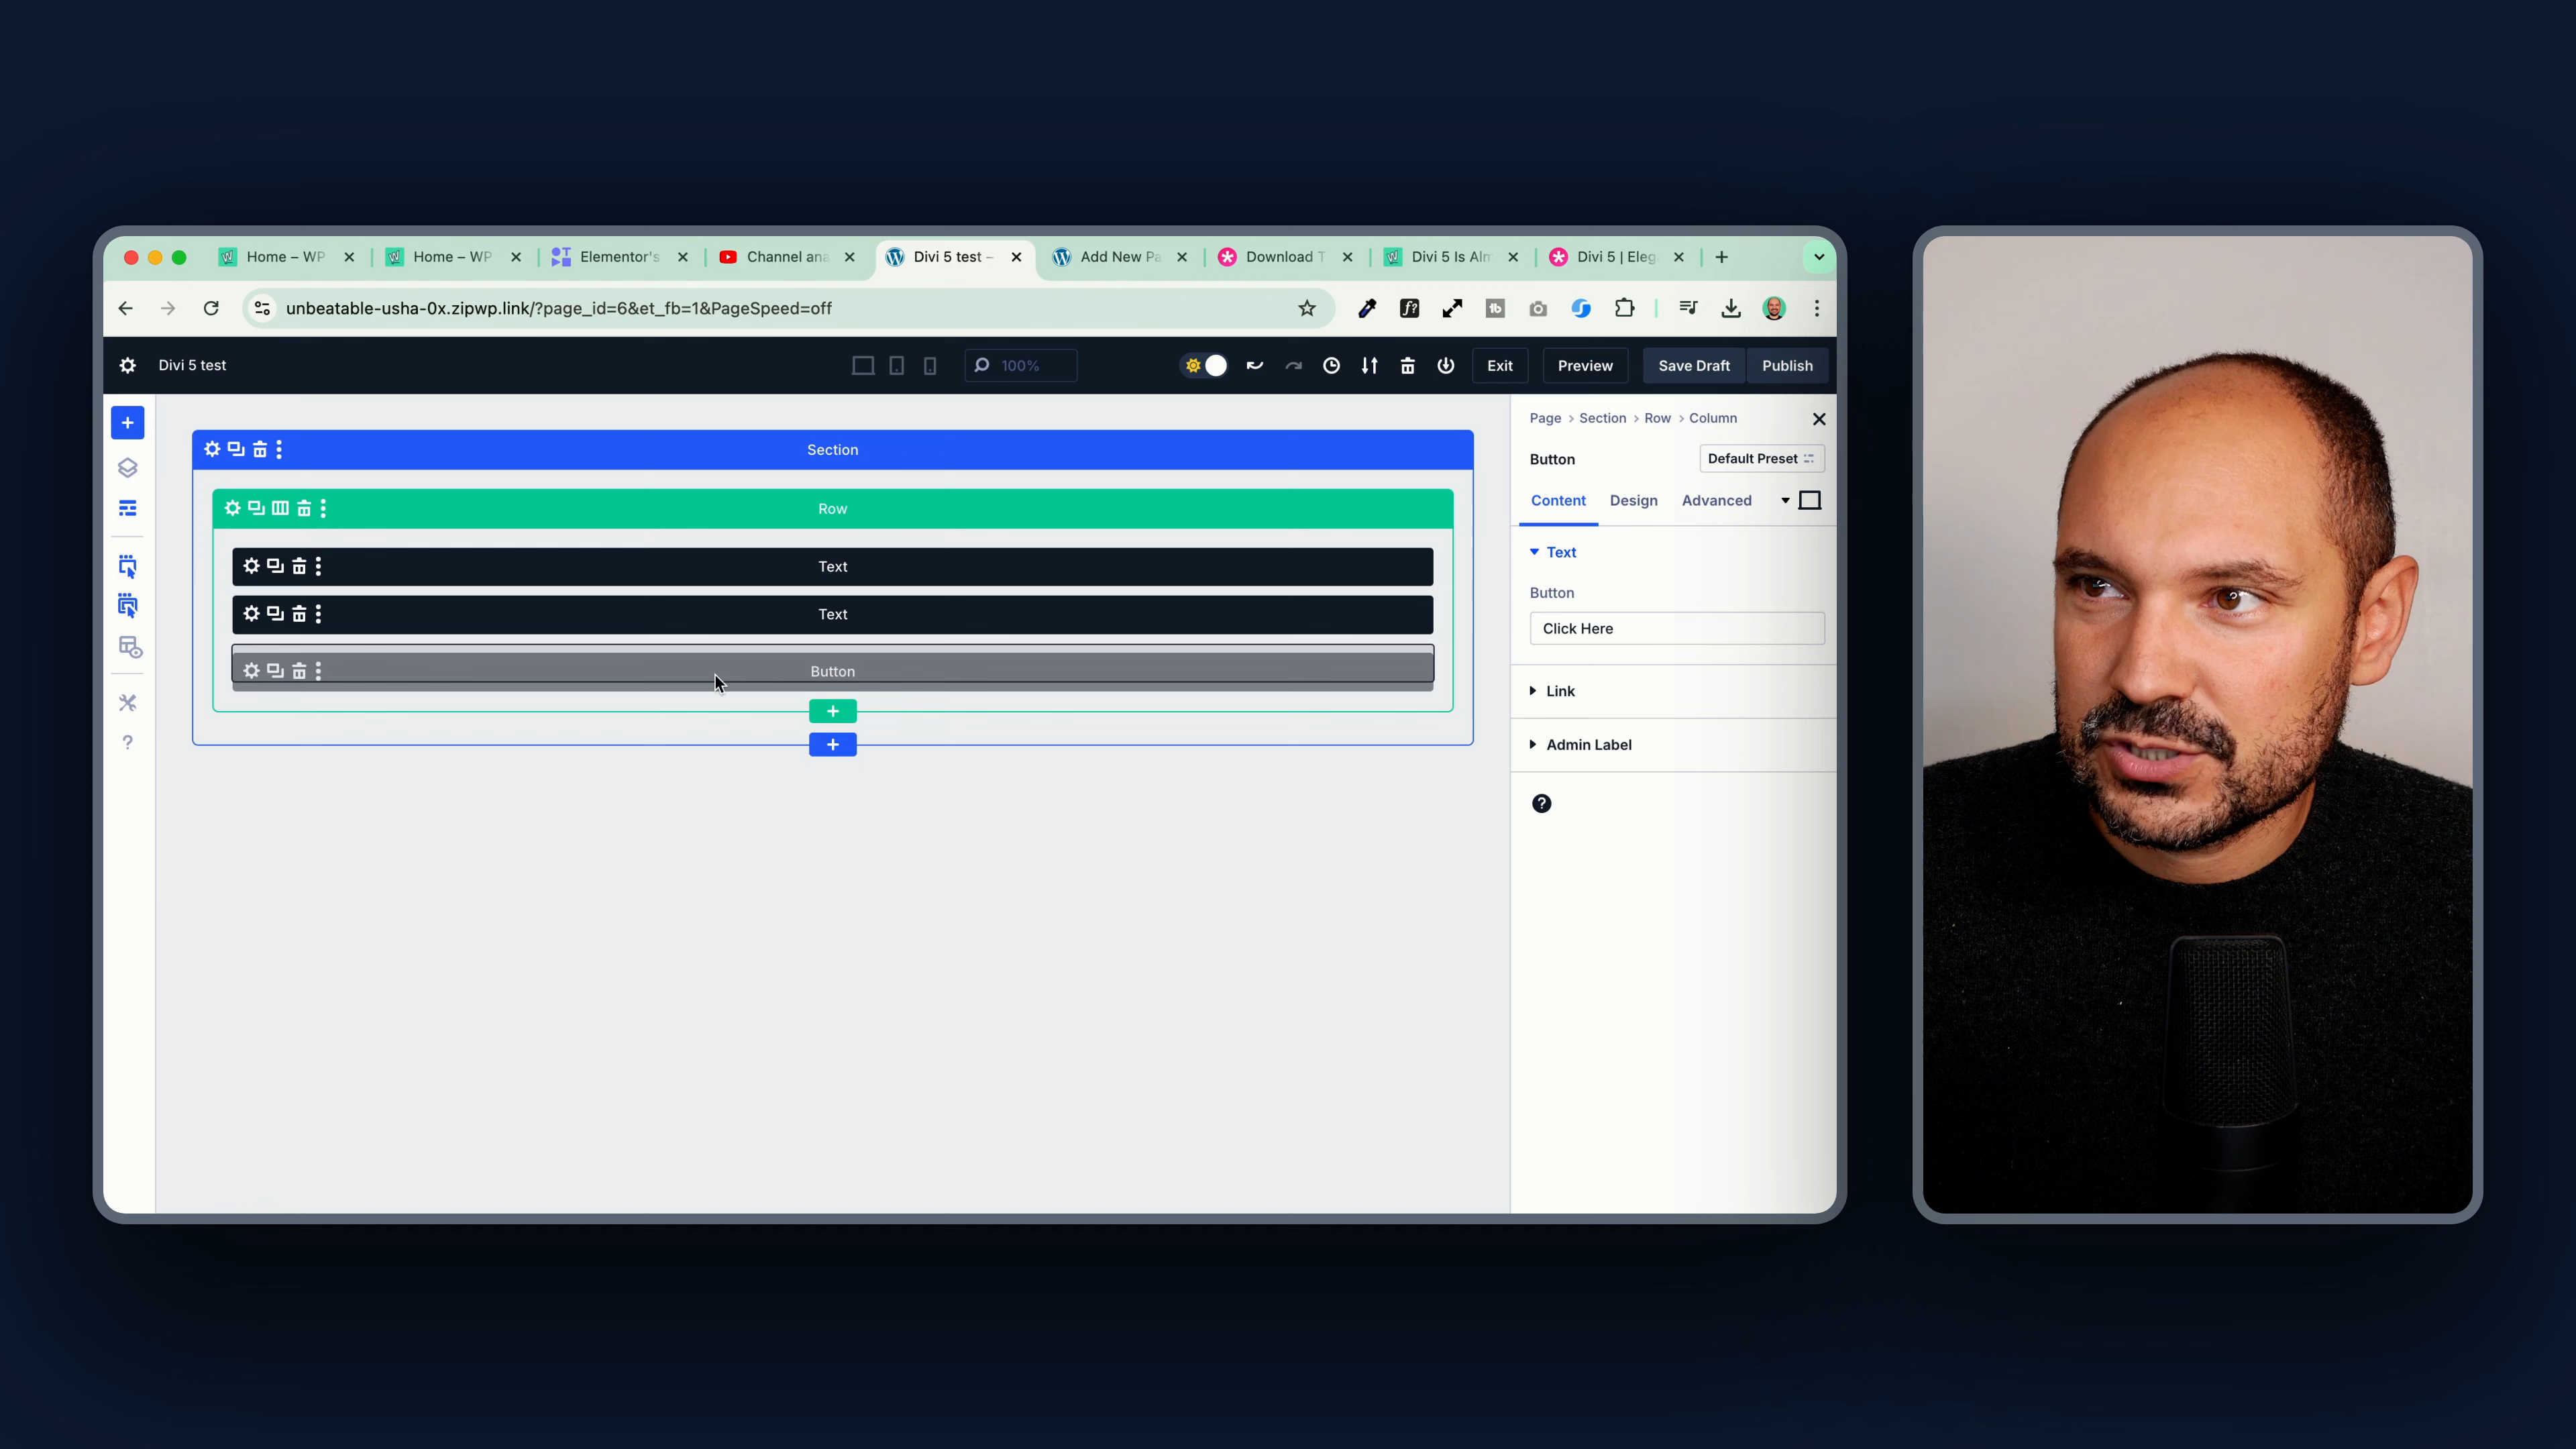 Home – WP
Home – WP
Elementor's
Channel ana
Divi 5 test –
Add New Pa
Download T
Divi 5 Is Alm
Divi 5 | Eleg
unbeatable-usha-0x.zipwp.link/?page_id=6&et_fb=1&PageSpeed=off
Divi 5 test
100%
Exit
Preview
Save Draft
Publish
Section
Row
Text
Text
Button
Page > Section > Row > Column
Button
Default Preset
Content
Design
Advanced
Text
Button
Click Here
Link
Admin Label